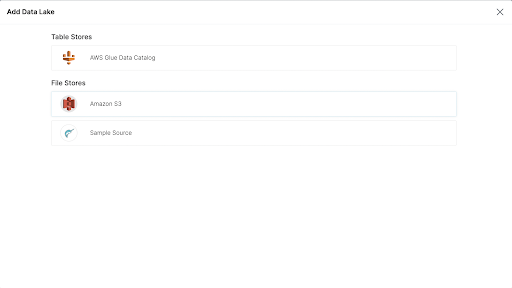 Add Data Lake
Table Stores
AWS Glue Data Catalog
File Stores
Amazon S3
Sample Source